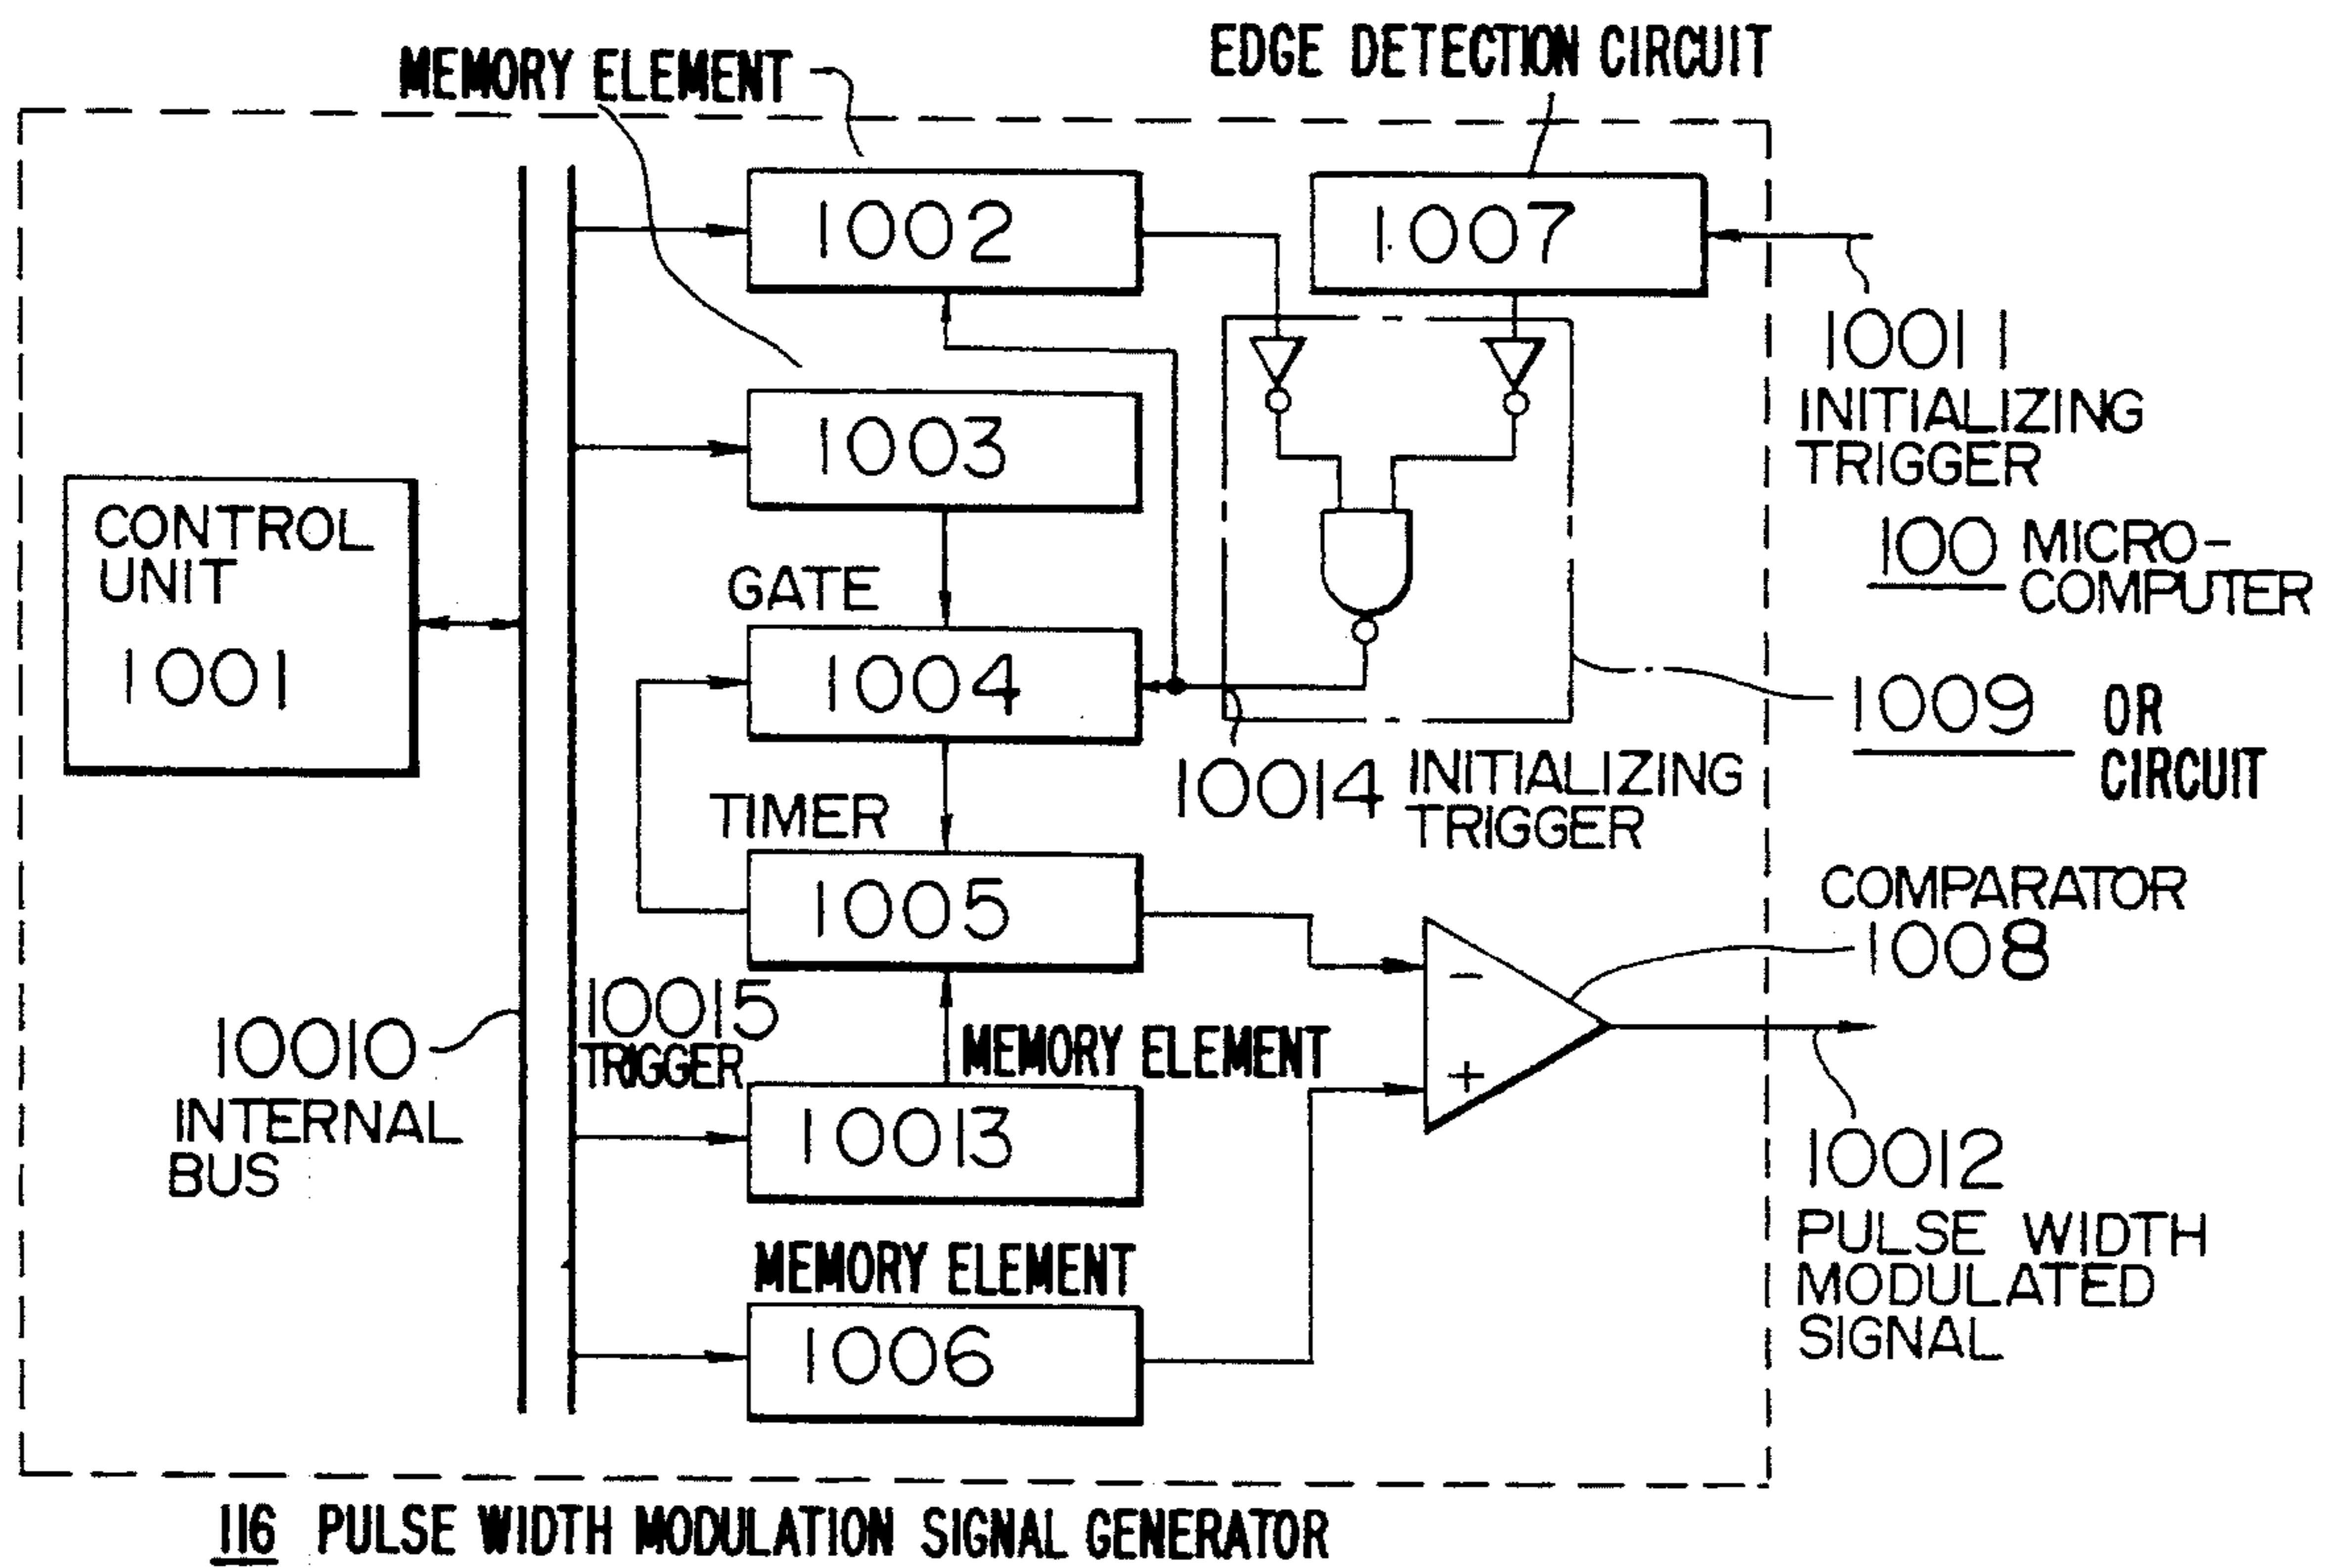 MEMORY ELEMENT
EDGE DETECTION CIRCUIT
1002
1007
10011
INITIALIZING
TRIGGER
1003
100 MICRO-
COMPUTER
CONTROL
UNIT
1001
GATE
1004
1009 OR
CIRCUIT
10014 INITIALIZING
TRIGGER
TIMER
1005
COMPARATOR
1008
−
+
10015
TRIGGER
10010
INTERNAL
BUS
MEMORY ELEMENT
10013
10012
PULSE WIDTH
MODULATED
SIGNAL
MEMORY ELEMENT
1006
116 PULSE WIDTH MODULATION SIGNAL GENERATOR